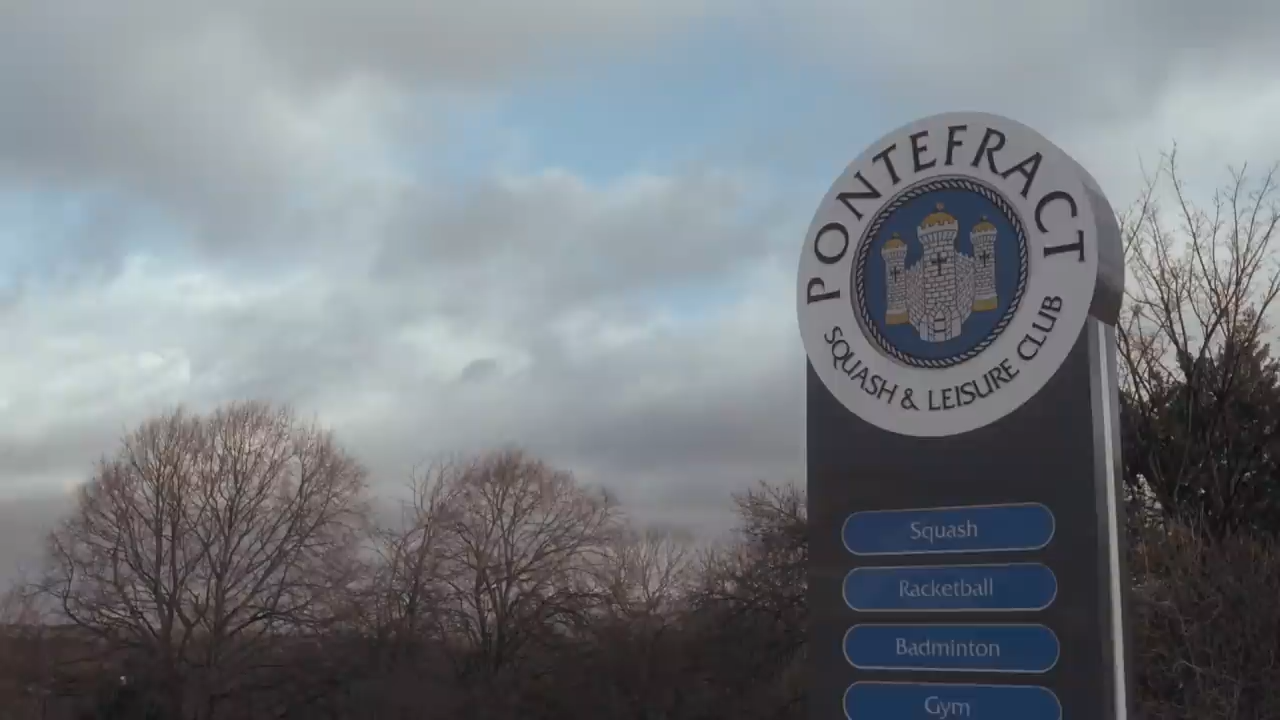 PONTEFRACT
SQUASH & LEISURE CLUB
Squash
Racketball
Badminton
Gym